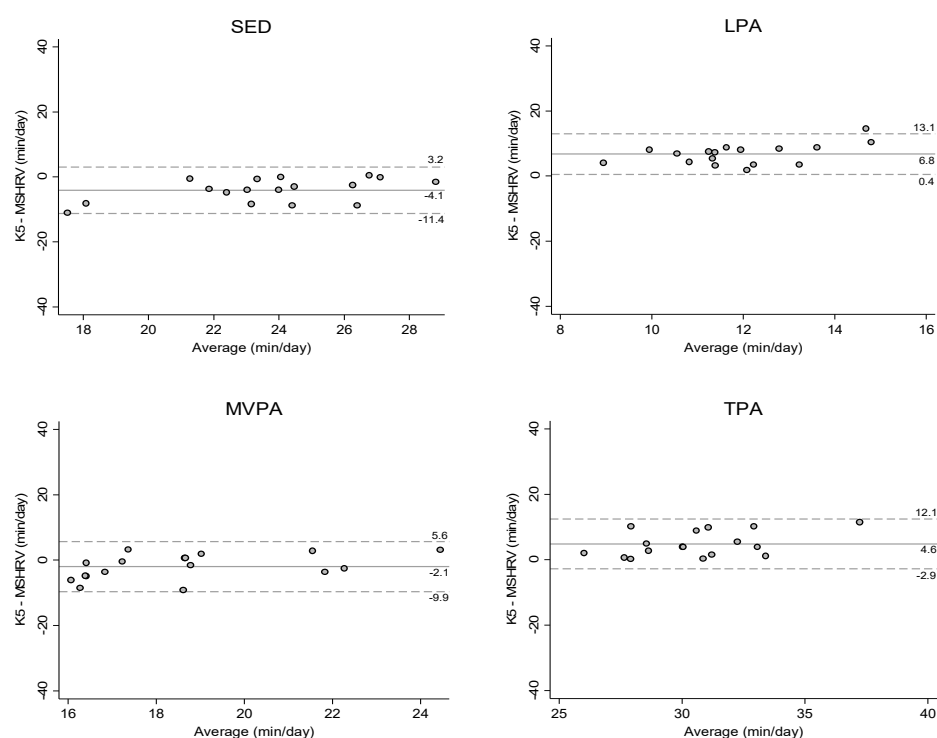 SED
40
20
0
-20
-40
K5 - MSHRV (min/day)
3.2
-4.1
-11.4
18 20 22 24 26 28
Average (min/day)
LPA
40
20
0
-20
-40
K5 - MSHRV (min/day)
13.1
6.8
0.4
8 10 12 14 16
Average (min/day)
MVPA
40
20
0
-20
-40
K5 - MSHRV (min/day)
5.6
-2.1
-9.9
16 18 20 22 24
Average (min/day)
TPA
40
20
0
-20
-40
K5 - MSHRV (min/day)
12.1
4.6
-2.9
25 30 35 40
Average (min/day)